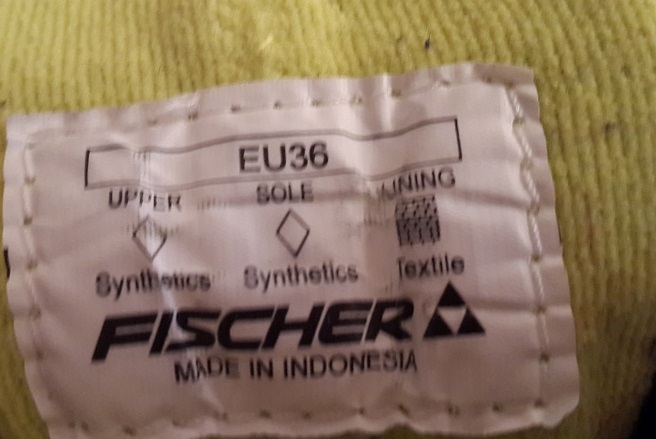 EU36
UPPER SOLE LINING
Synthetics Synthetics Textile
FISCHER
MADE IN INDONESIA